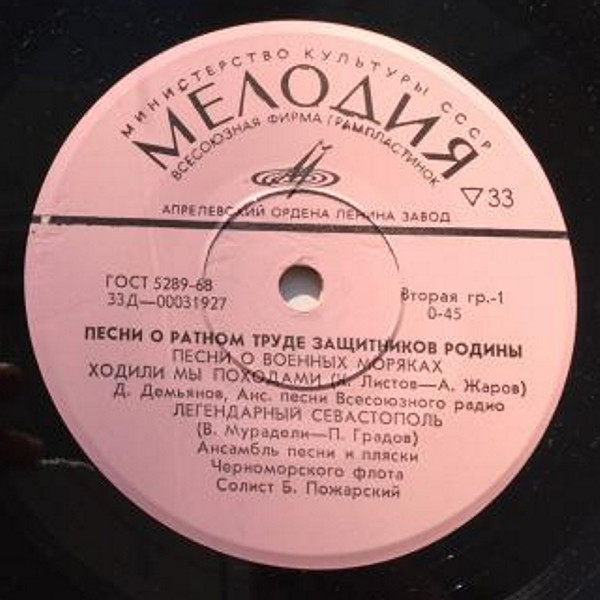 МИНИСТЕРСТВО КУЛЬТУРЫ СССР
МЕЛОДИЯ
ВСЕСОЮЗНАЯ ФИРМА ГРАМПЛАСТИНОК
▽33
АПРЕЛЕВСКИЙ ОРДЕНА ЛЕНИНА ЗАВОД
ГОСТ 5289-68
33Д—00031927
Вторая гр.-1
0-45
ПЕСНИ О РАТНОМ ТРУДЕ ЗАЩИТНИКОВ РОДИНЫ
ПЕСНИ О ВОЕННЫХ МОРЯКАХ
ХОДИЛИ МЫ ПОХОДАМИ (К. Листов—А. Жаров)
Д. Демьянов, Анс. песни Всесоюзного радио
ЛЕГЕНДАРНЫЙ СЕВАСТОПОЛЬ
(В. Мурадели—П. Градов)
Ансамбль песни и пляски
Черноморского флота
Солист Б. Пожарский